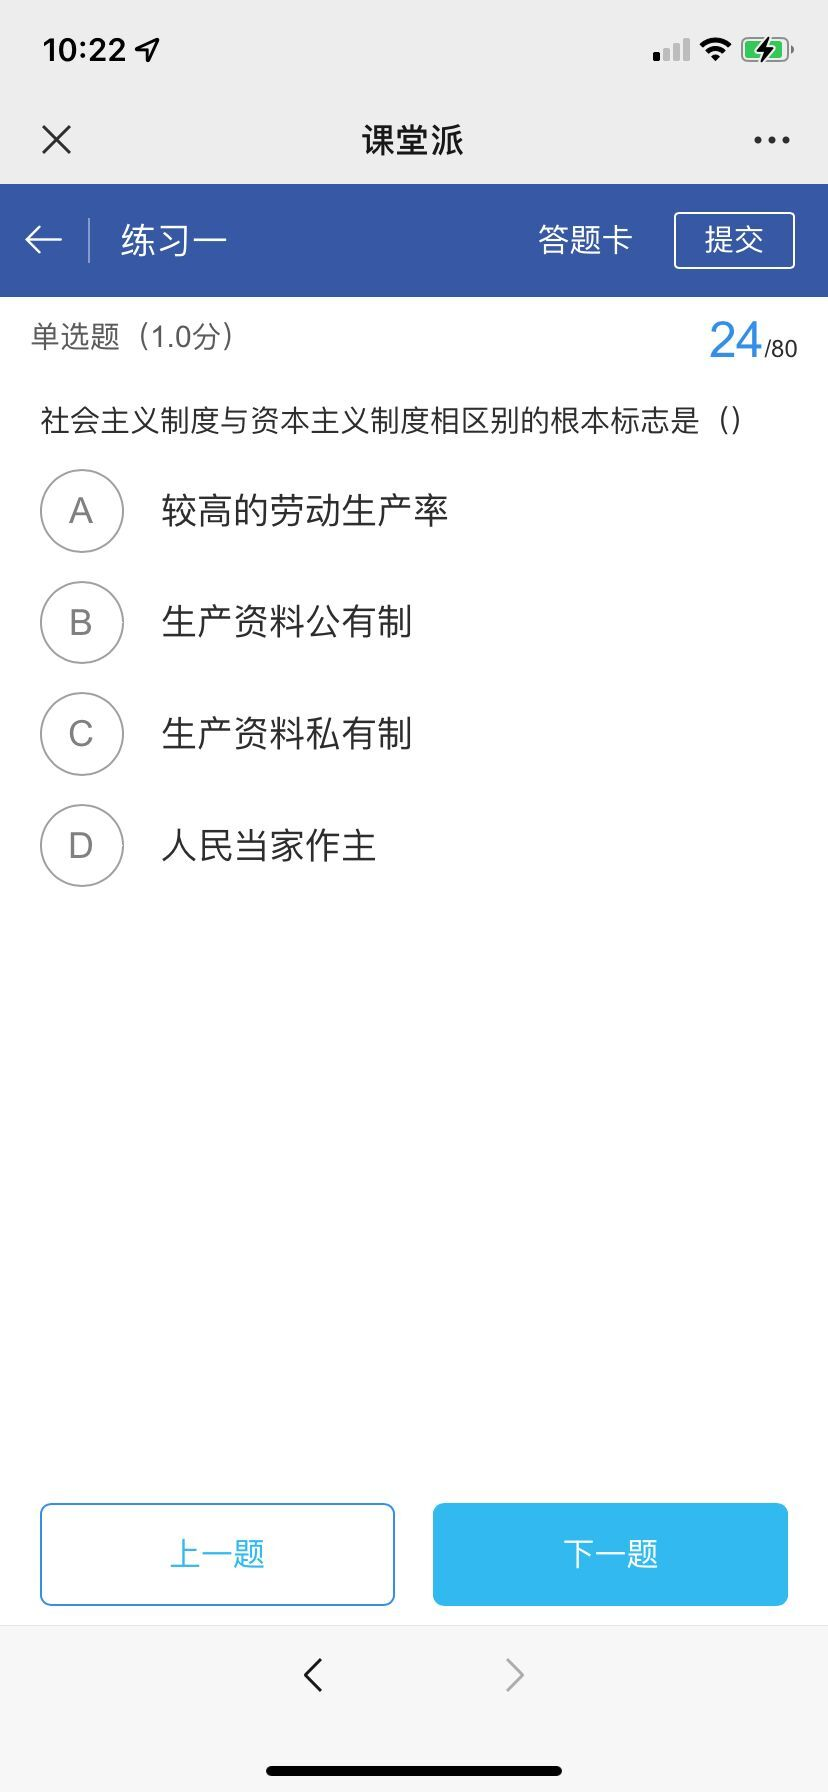 10:22
课堂派
练习一
答题卡
提交
单选题（1.0分）
24/80
社会主义制度与资本主义制度相区别的根本标志是（）
A 较高的劳动生产率
B 生产资料公有制
C 生产资料私有制
D 人民当家作主
上一题
下一题